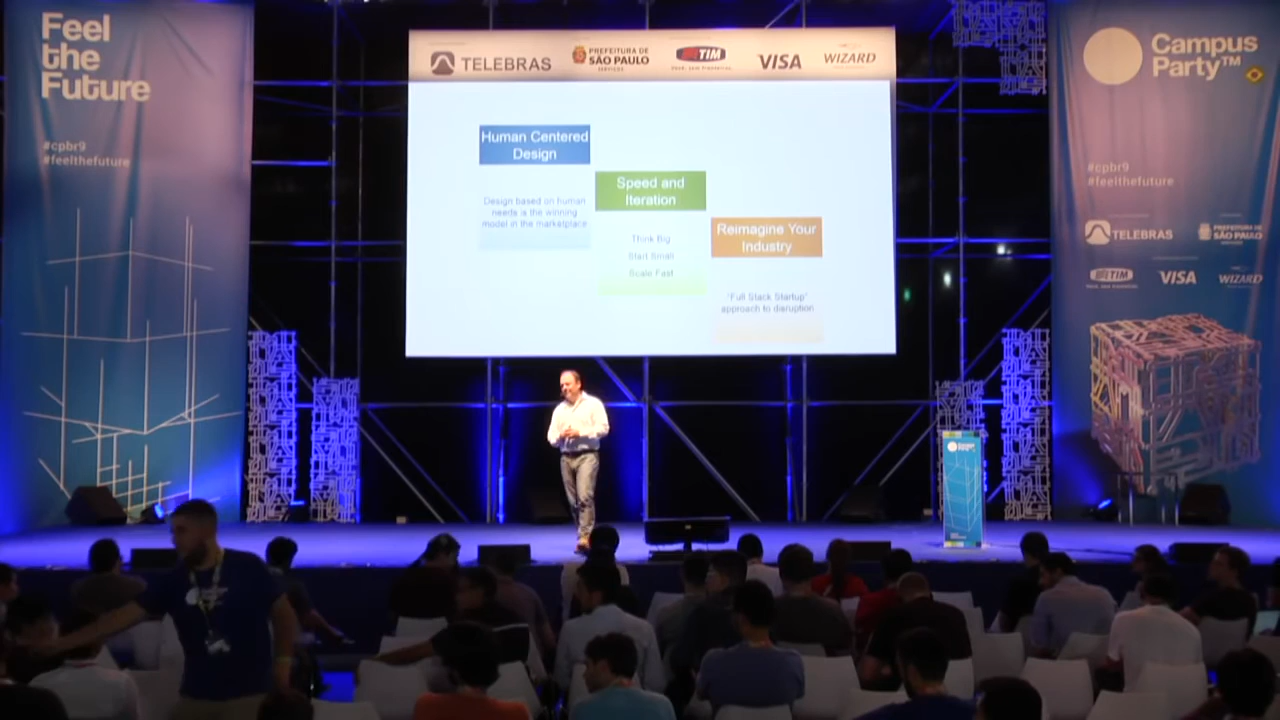 Feel
the
Future
#cpbr9
#feelthefuture
TELEBRAS
PREFEITURA DE
SÃO PAULO
TIM
VISA
WIZARD
Human Centered
Design
Design based on human
needs is the winning
model in the marketplace
Speed and
Iteration
Think Big
Start Small
Scale Fast
Reimagine Your
Industry
"Full Stack Startup"
approach to disruption
Campus
Party™
#cpbr9
#feelthefuture
TELEBRAS
PREFEITURA DE
SÃO PAULO
TIM
VISA
WIZARD
Campus
Party